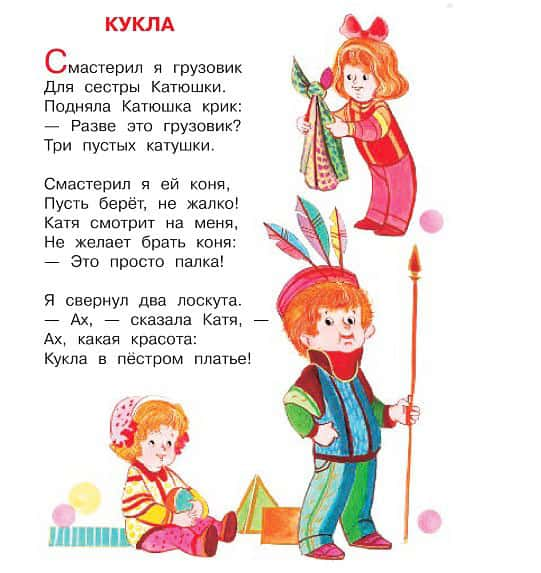 КУКЛА
Смастерил я грузовик
Для сестры Катюшки.
Подняла Катюшка крик:
— Разве это грузовик?
Три пустых катушки.
Смастерил я ей коня,
Пусть берёт, не жалко!
Катя смотрит на меня,
Не желает брать коня:
— Это просто палка!
Я свернул два лоскута.
— Ах, — сказала Катя, —
Ах, какая красота:
Кукла в пёстром платье!